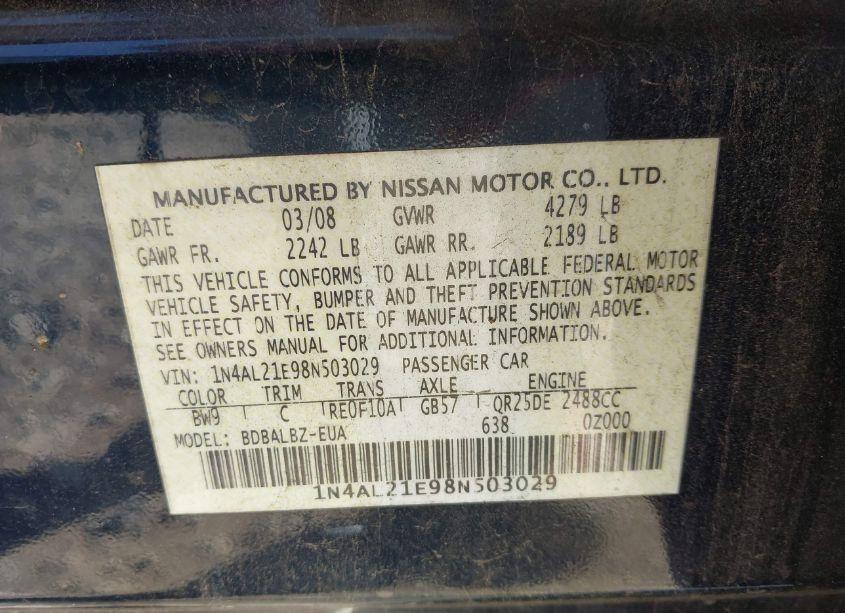 MANUFACTURED BY NISSAN MOTOR CO., LTD.
DATE 03/08 GVWR 4279 LB
GAWR FR. 2242 LB GAWR RR. 2189 LB
THIS VEHICLE CONFORMS TO ALL APPLICABLE FEDERAL MOTOR
VEHICLE SAFETY, BUMPER AND THEFT PREVENTION STANDARDS
IN EFFECT ON THE DATE OF MANUFACTURE SHOWN ABOVE.
SEE OWNERS MANUAL FOR ADDITIONAL INFORMATION.
VIN: 1N4AL21E98N503029 PASSENGER CAR
COLOR TRIM TRANS AXLE ENGINE
BW9 C RE0F10A GB57 QR25DE 2488CC
MODEL: BDBALBZ-EUA 638 0Z000
1N4AL21E98N503029